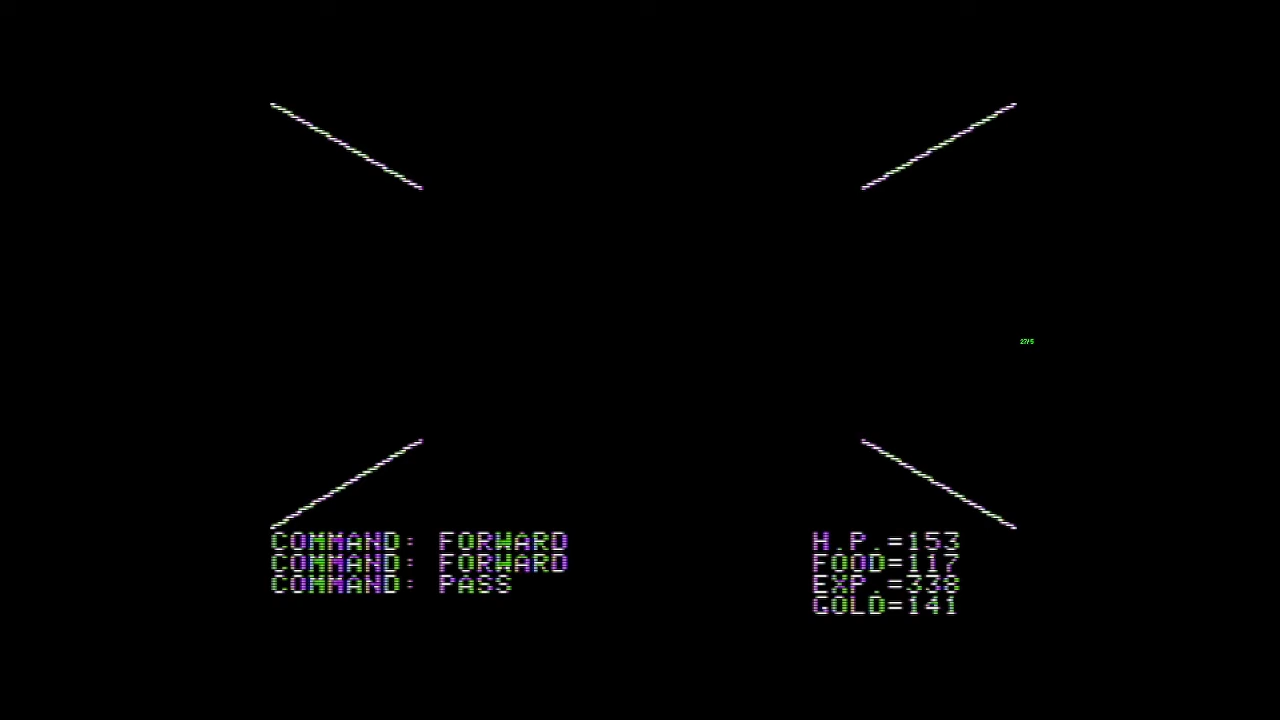 COMMAND: FORWARD
COMMAND: FORWARD
COMMAND: PASS
H.P.=153
FOOD=117
EXP.=338
GOLD=141